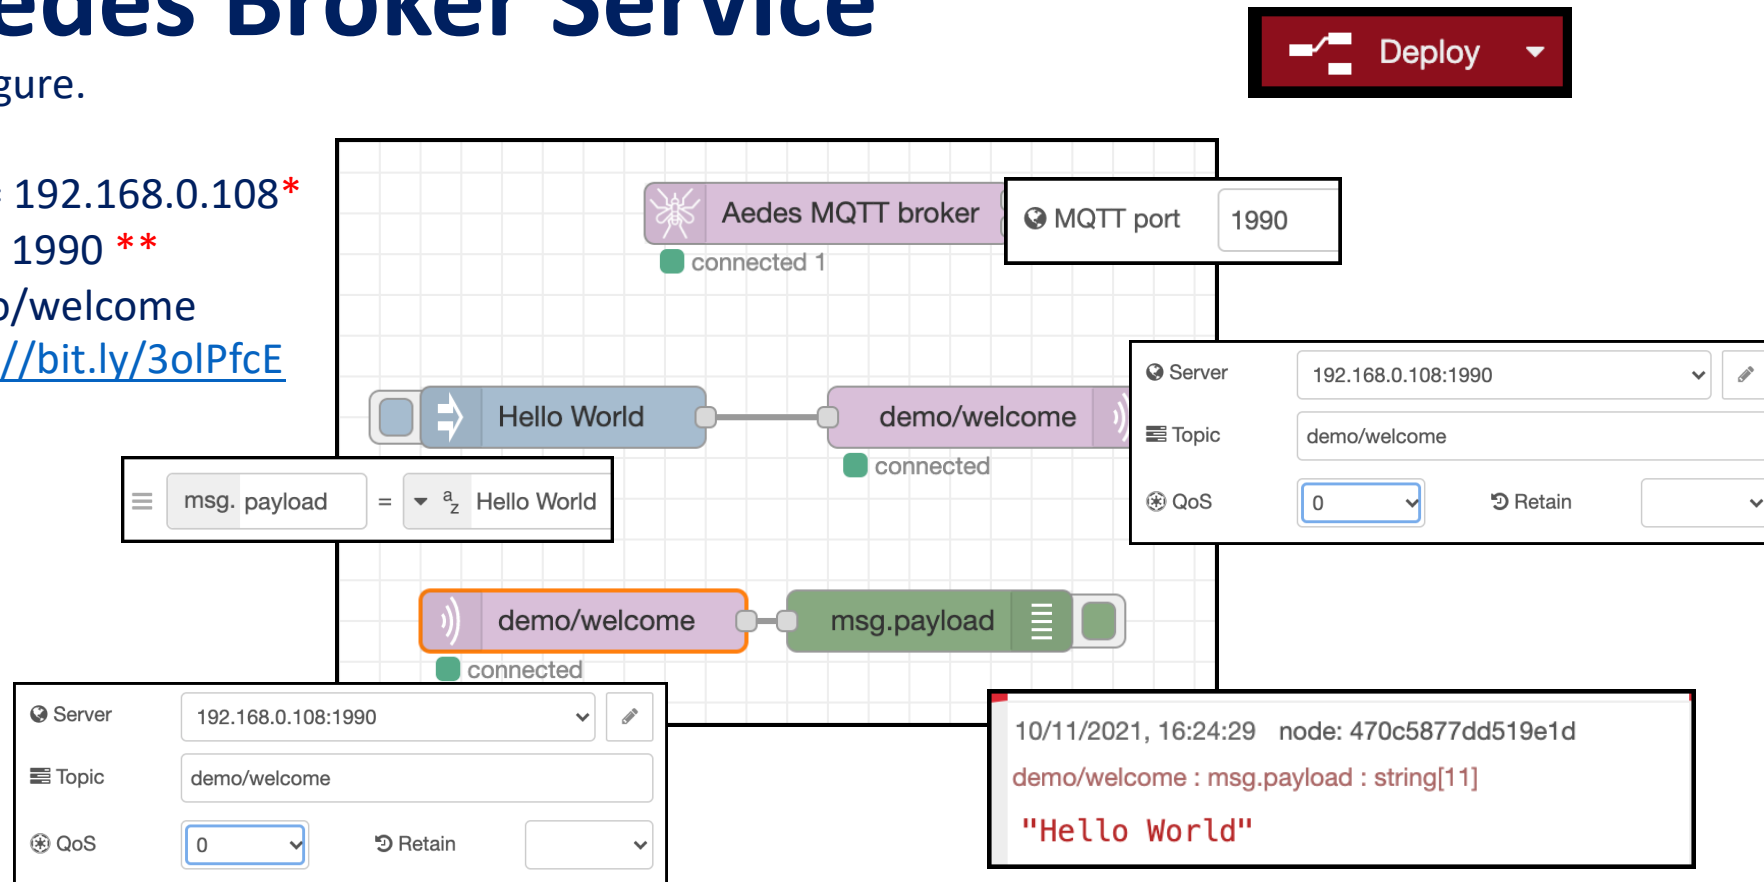 edes Broker Service
gure.
Deploy
= 192.168.0.108*
1990 **
o/welcome
://bit.ly/3olPfcE
Aedes MQTT broker
connected 1
MQTT port 1990
Hello World
demo/welcome
connected
Server 192.168.0.108:1990
Topic demo/welcome
QoS 0 Retain
msg. payload = a z Hello World
demo/welcome
connected
msg.payload
Server 192.168.0.108:1990
Topic demo/welcome
QoS 0 Retain
10/11/2021, 16:24:29 node: 470c5877dd519e1d
demo/welcome : msg.payload : string[11]
"Hello World"